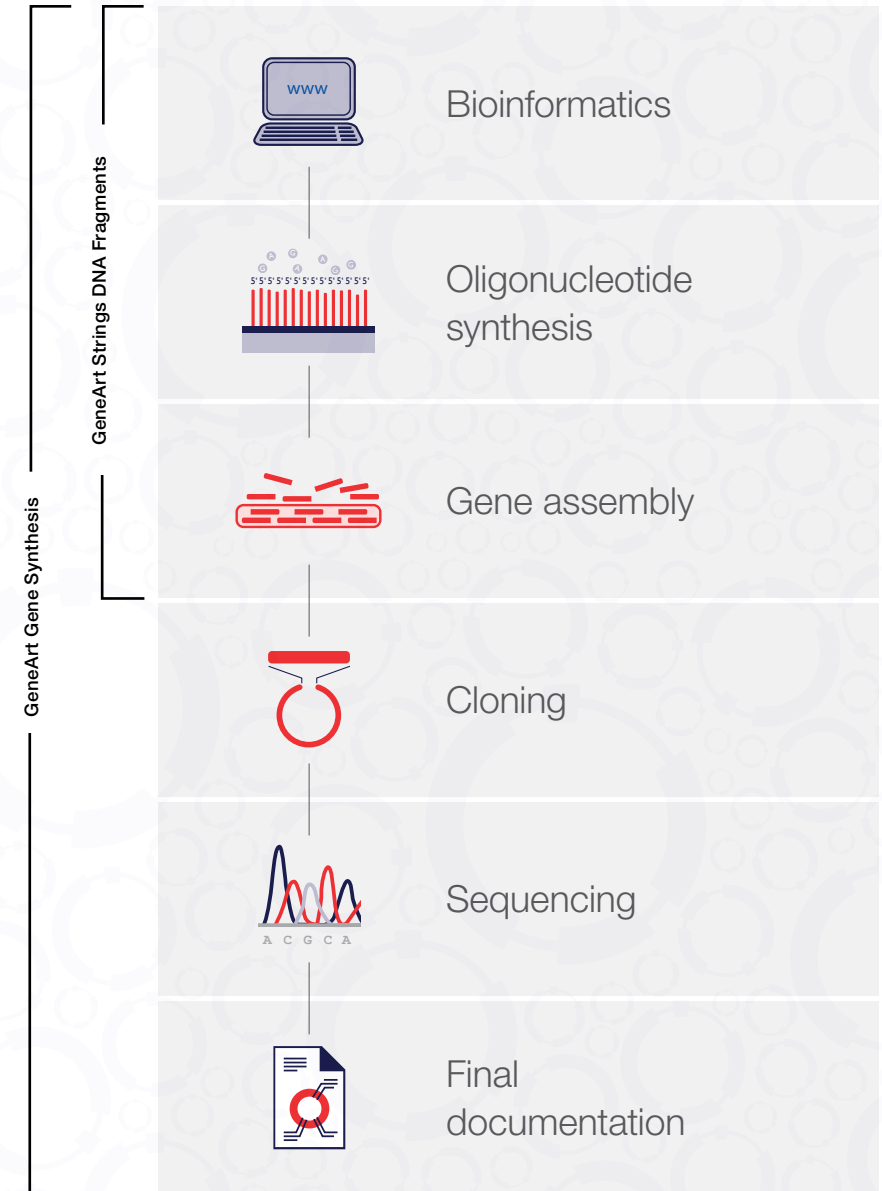 GeneArt Gene Synthesis
GeneArt Strings DNA Fragments
www
Bioinformatics
A G A G
G A G
5' 5' 5' 5' 5' 5' 5' 5' 5' 5' 5' 5' 5' 5' 5'
Oligonucleotide
synthesis
Gene assembly
Cloning
Sequencing
A C G C A
Final
documentation